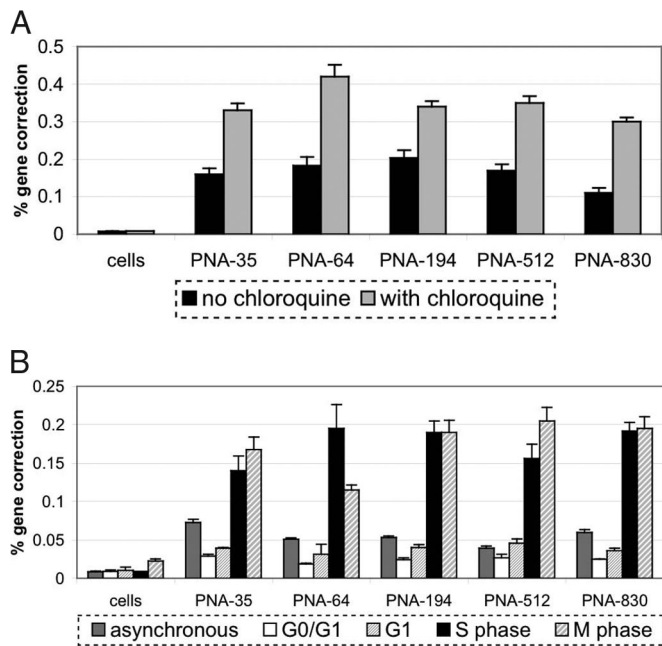 A
% gene correction
0.5
0.4
0.3
0.2
0.1
0
cells PNA-35 PNA-64 PNA-194 PNA-512 PNA-830
no chloroquine with chloroquine
B
% gene correction
0.25
0.2
0.15
0.1
0.05
0
cells PNA-35 PNA-64 PNA-194 PNA-512 PNA-830
asynchronous G0/G1 G1 S phase M phase